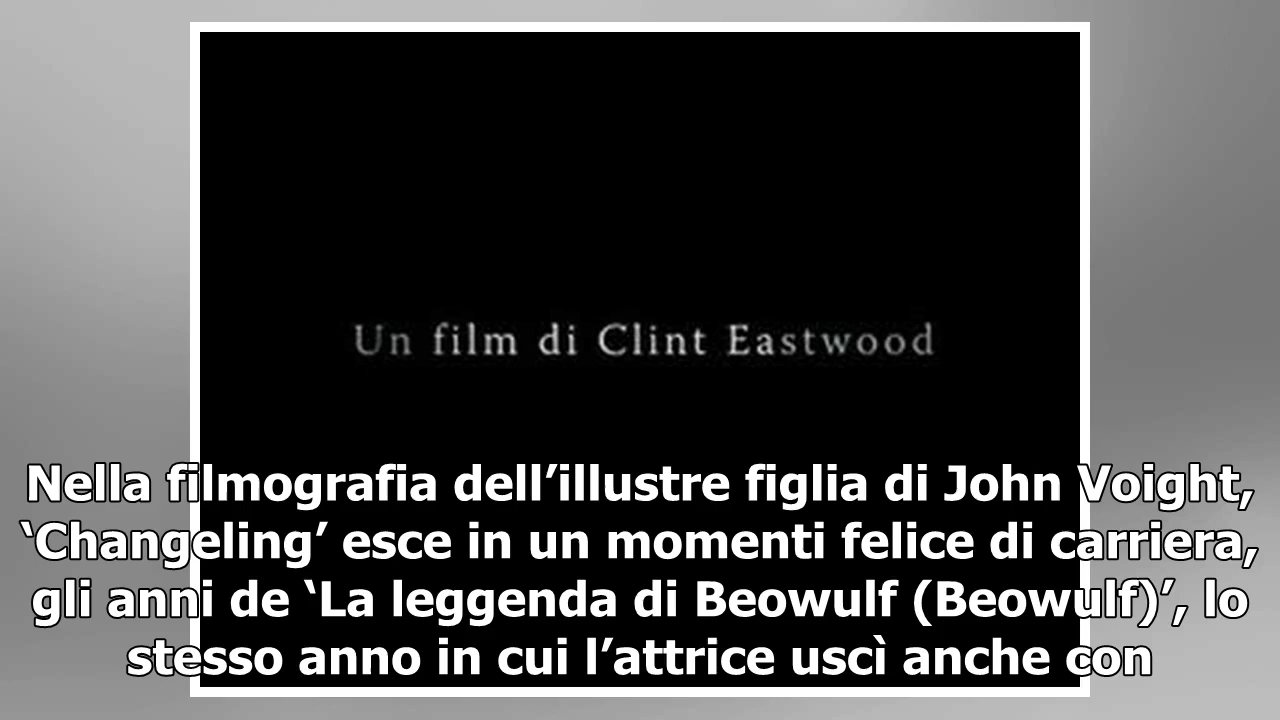 Un film di Clint Eastwood
Nella filmografia dell’illustre figlia di John Voight,
‘Changeling’ esce in un momenti felice di carriera,
gli anni de ‘La leggenda di Beowulf (Beowulf)’, lo
stesso anno in cui l’attrice uscì anche con